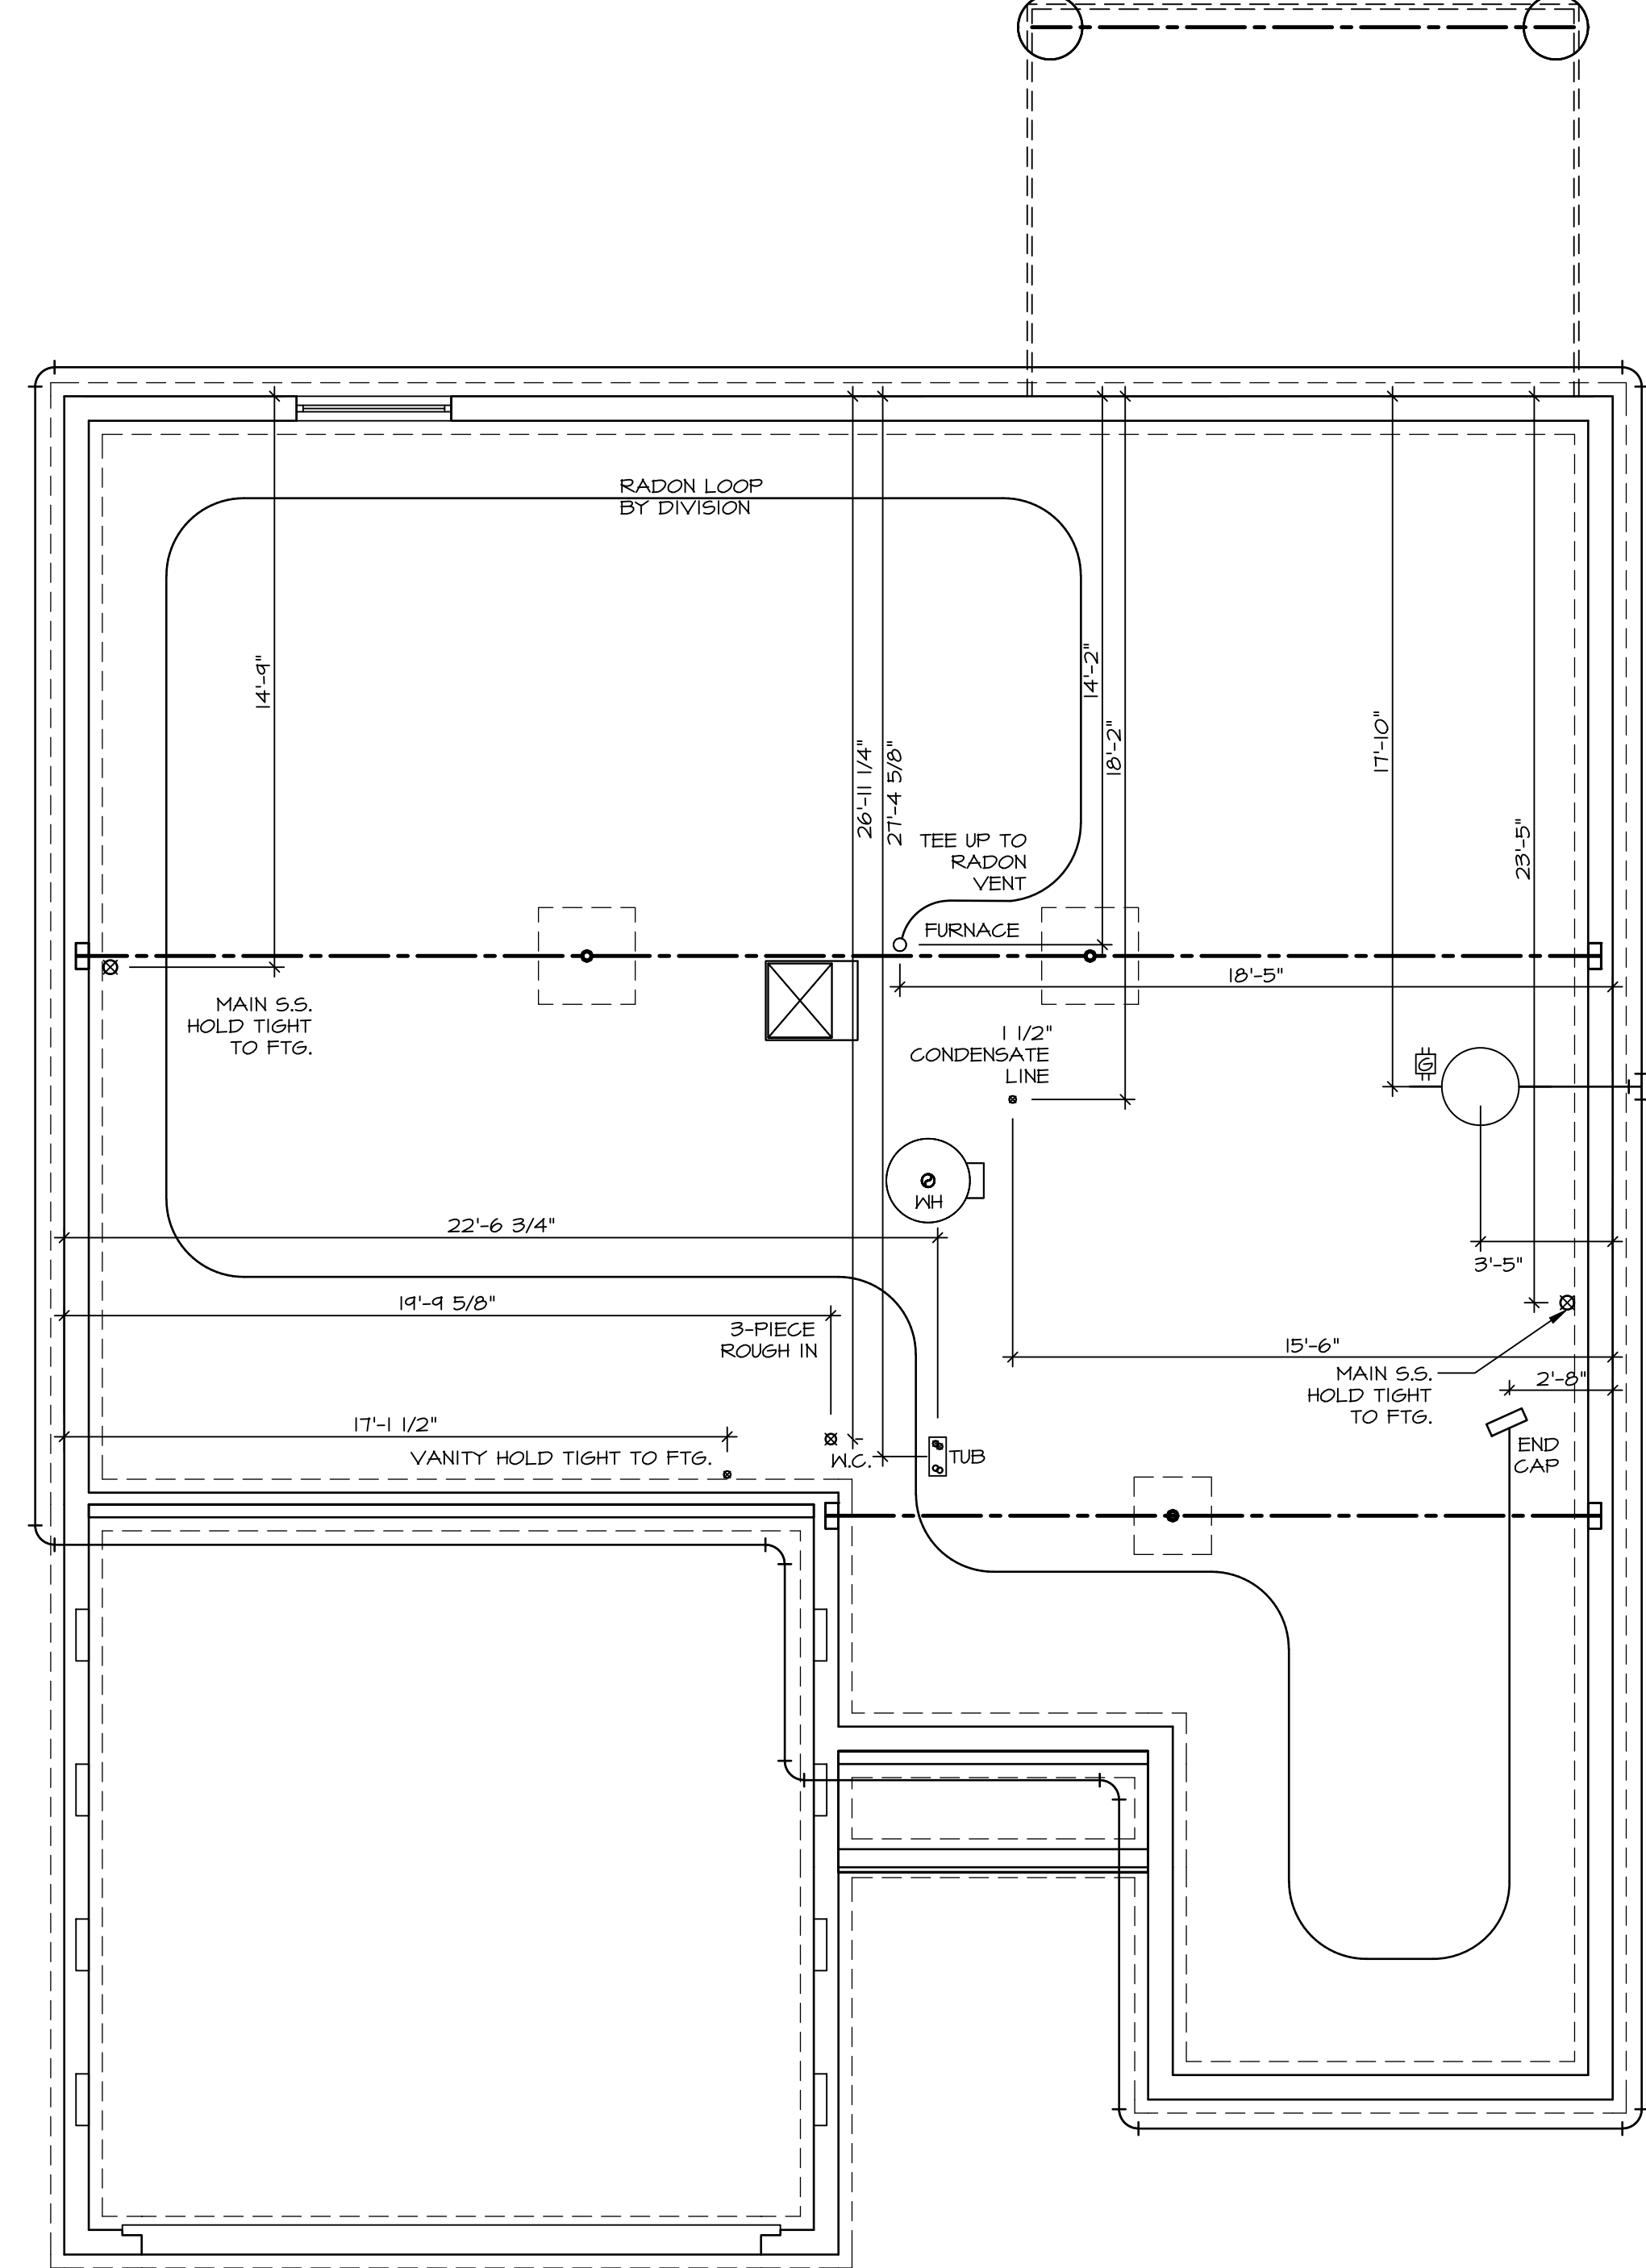 RADON LOOP
BY DIVISION
14'-9"
14'-2"
18'-2"
17'-10"
26'-11 1/4"
27'-4 5/8"
23'-5"
TEE UP TO
RADON
VENT
FURNACE
18'-5"
MAIN S.S.
HOLD TIGHT
TO FTG.
1 1/2"
CONDENSATE
LINE
G
WH
22'-6 3/4"
3'-5"
19'-9 5/8"
3-PIECE
ROUGH IN
15'-6"
MAIN S.S.
HOLD TIGHT
TO FTG.
2'-8"
17'-1 1/2"
VANITY HOLD TIGHT TO FTG.
W.C.
TUB
END
CAP